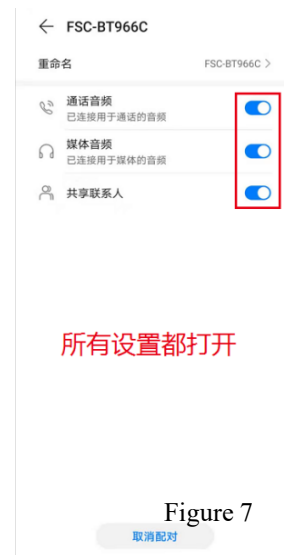 ← FSC-BT966C
重命名 FSC-BT966C >
通话音频
已连接用于通话的音频
媒体音频
已连接用于媒体的音频
共享联系人
所有设置都打开
Figure 7
取消配对